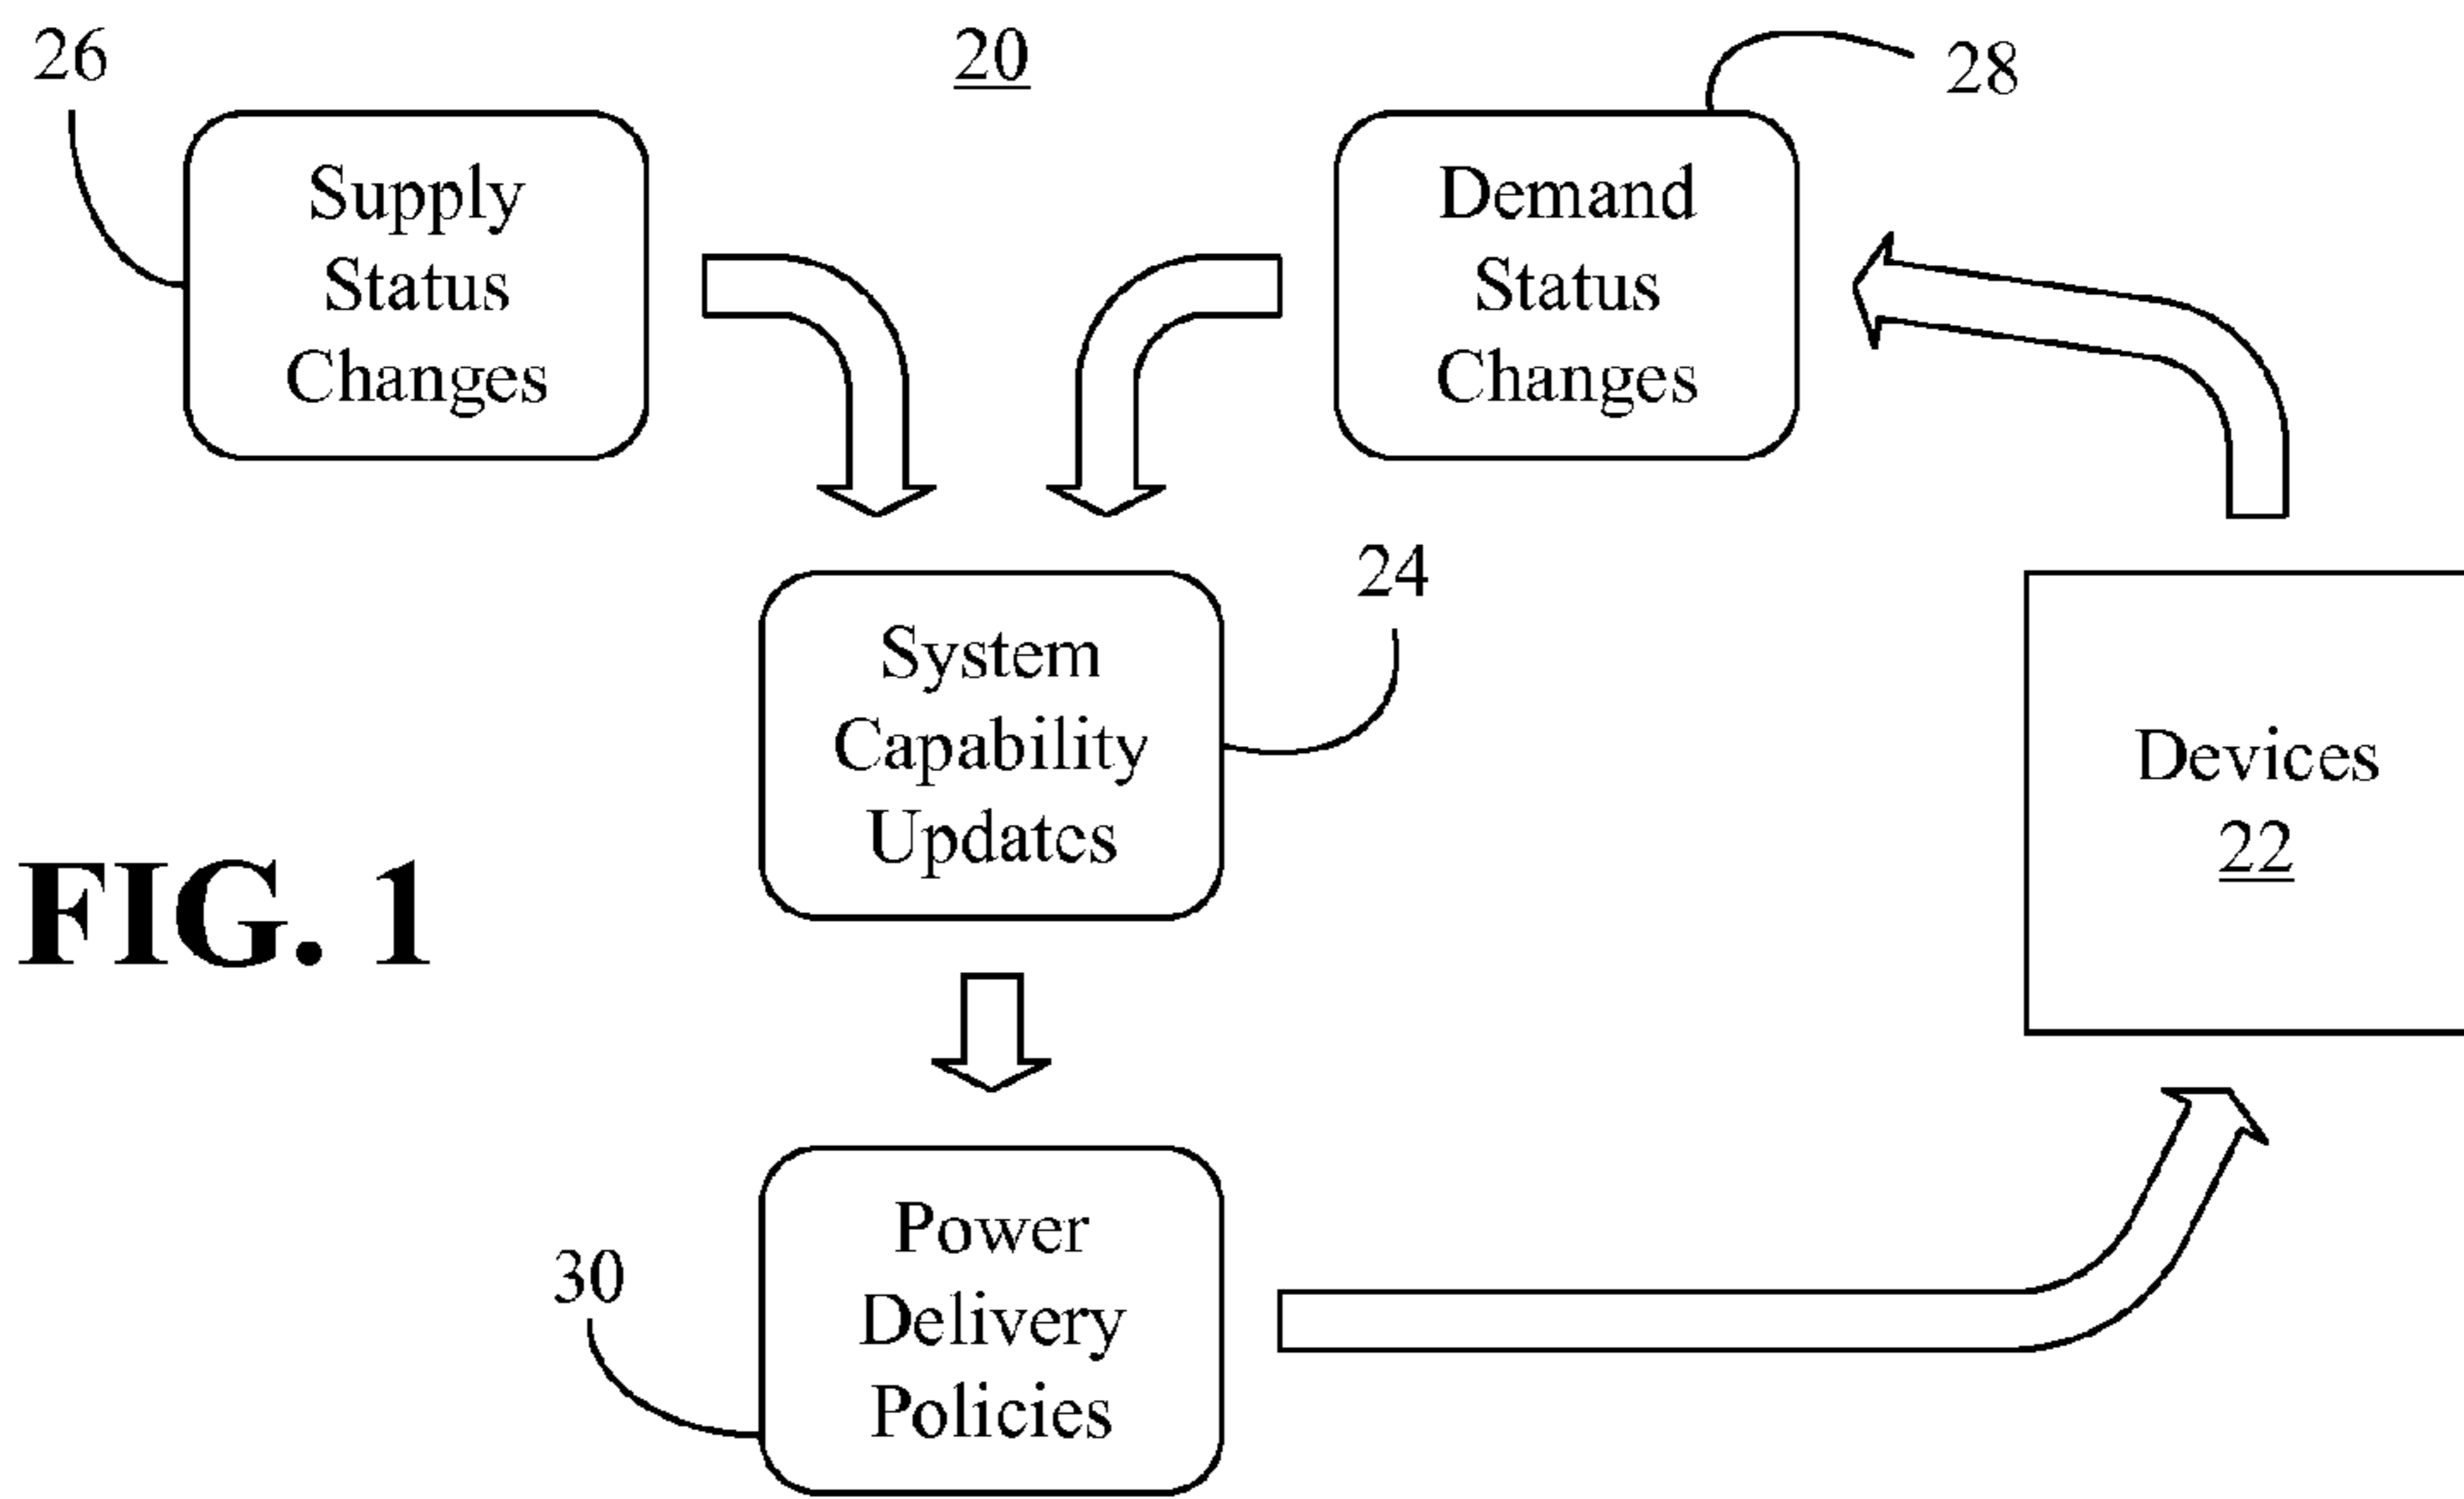 26
20
28
Supply
Status
Changes
Demand
Status
Changes
24
System
Capability
Updates
Devices
22
FIG. 1
30
Power
Delivery
Policies